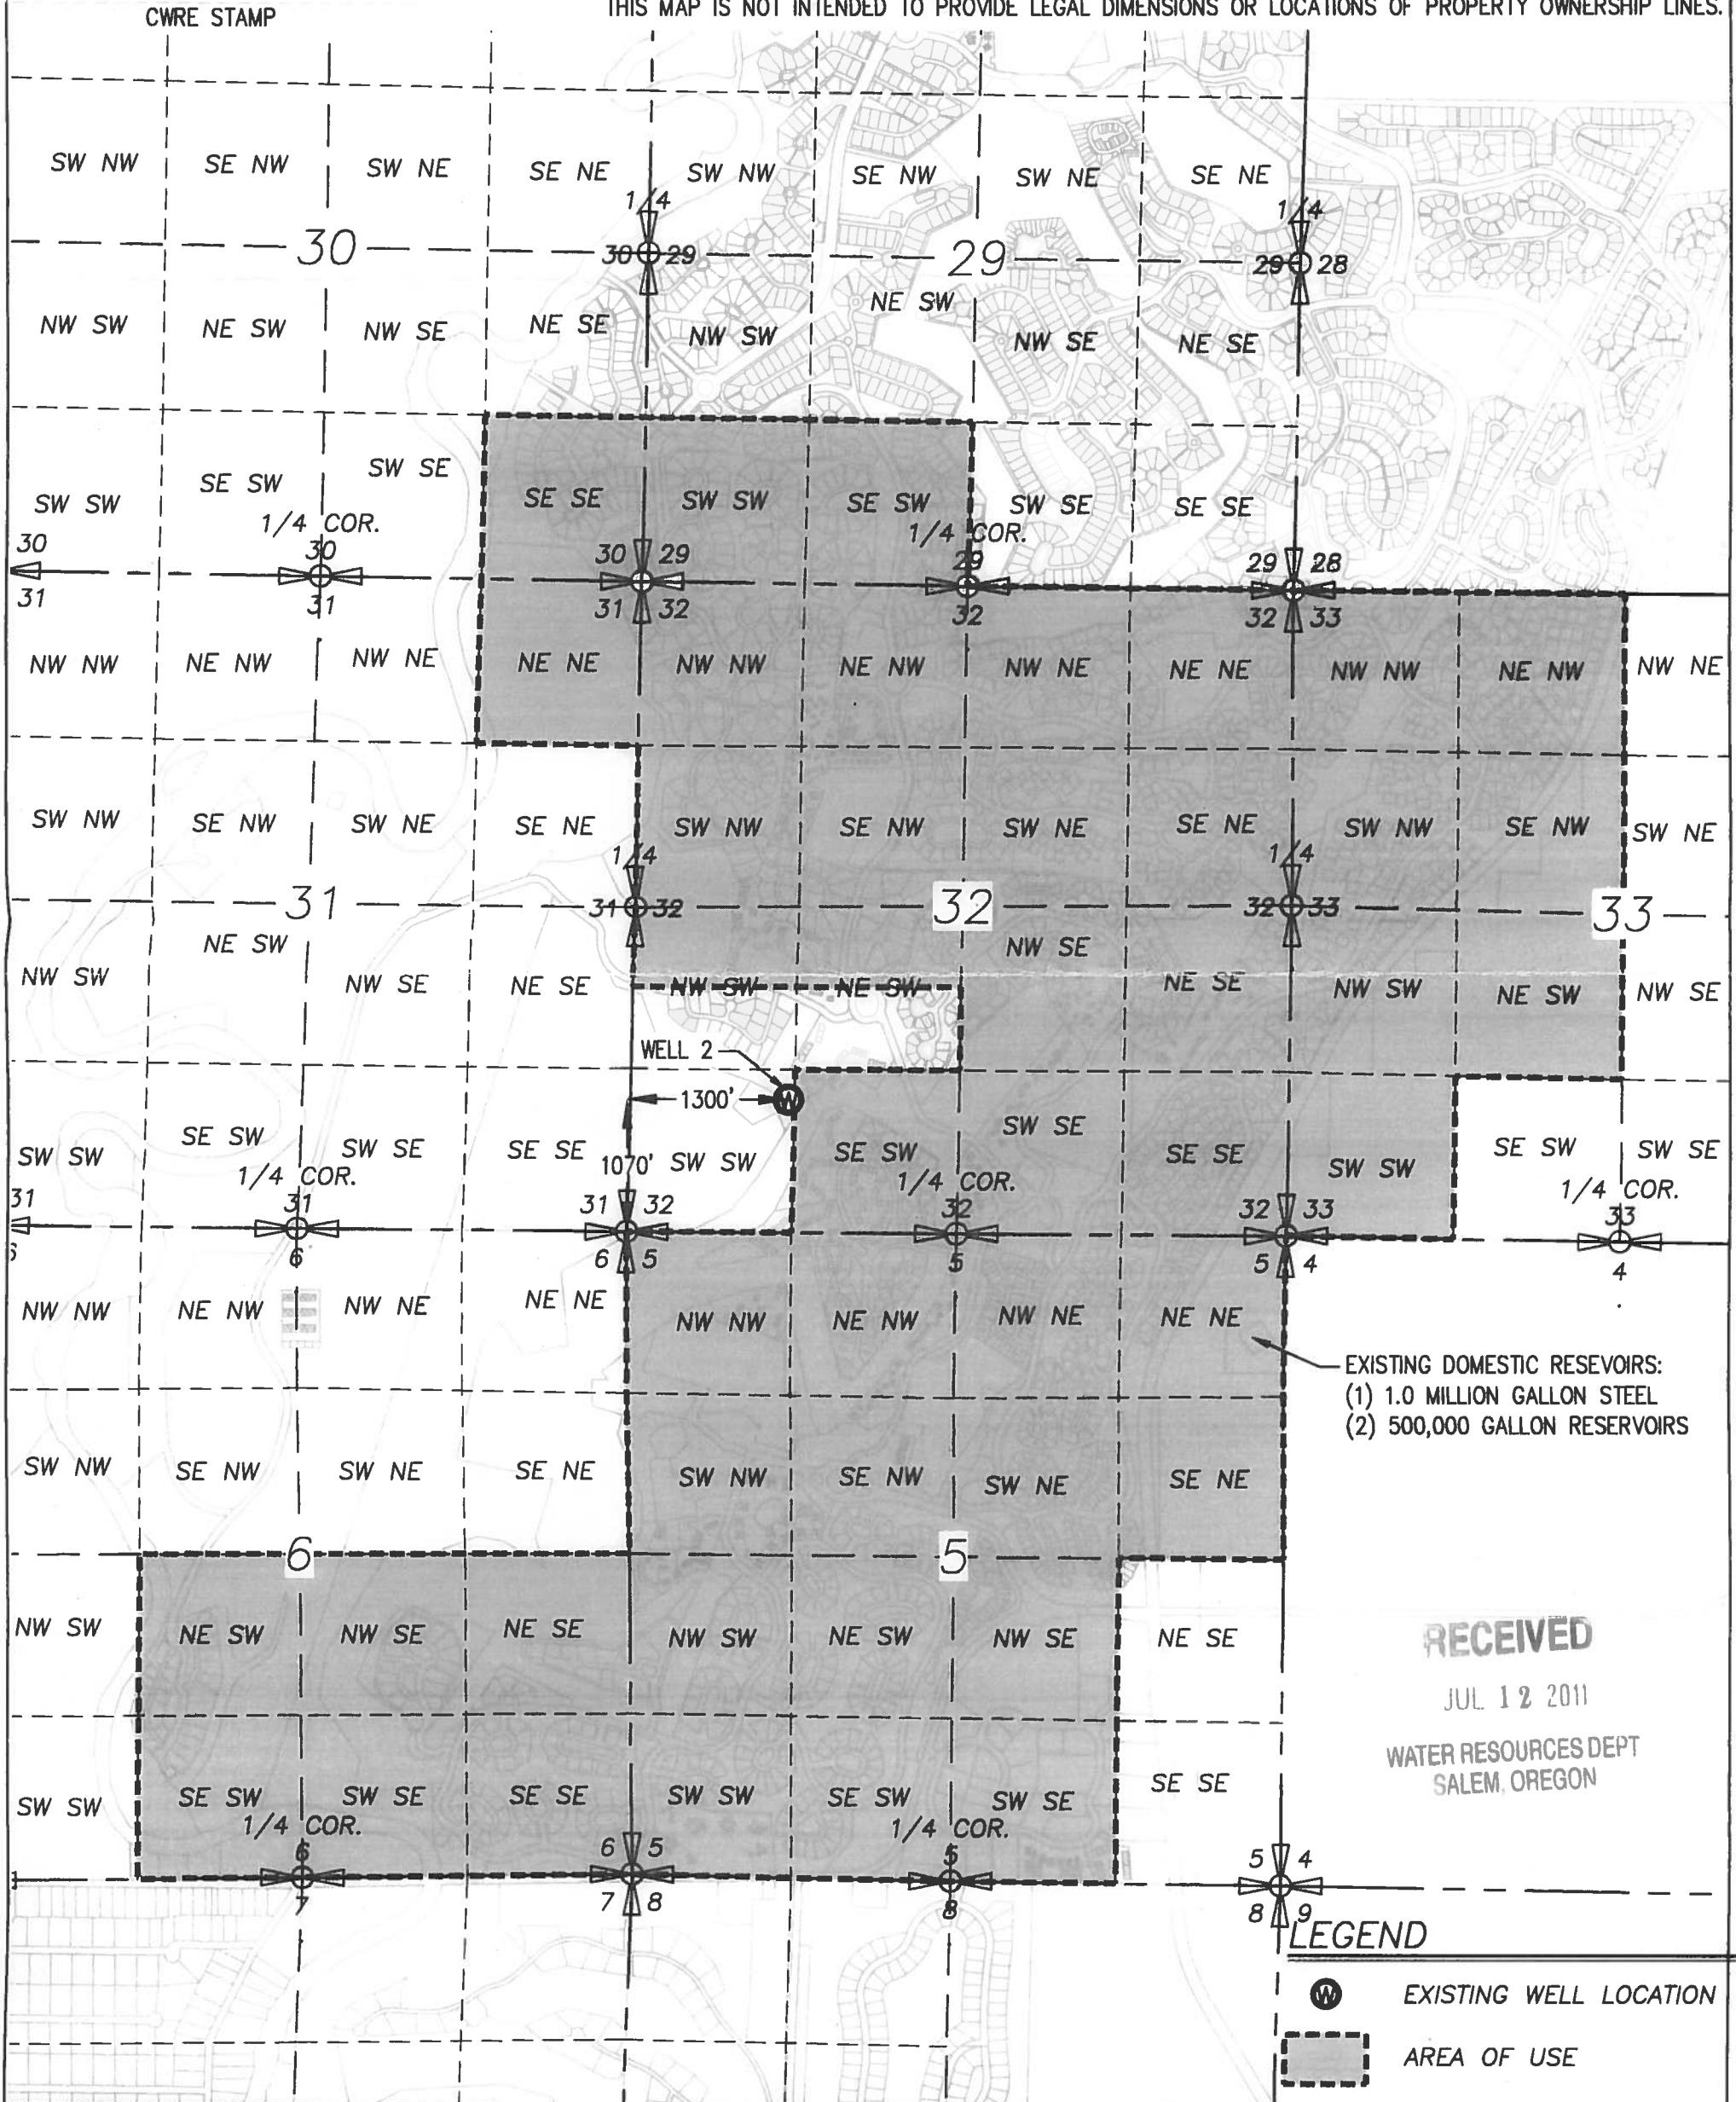 CWRE STAMP
THIS MAP IS NOT INTENDED TO PROVIDE LEGAL DIMENSIONS OR LOCATIONS OF PROPERTY OWNERSHIP LINES.
SW NW SE NW SW NE SE NE SW NW SE NW SW NE SE NE
1/4 1/4
30 30 29 29 29 28
NW SW NE SW NW SE NE SE NW SW NE SW NW SE NE SE
SW SW SE SW SW SE SE SE SW SW SE SW SW SE SE SE
1/4 COR. 1/4 COR.
30 30 30 29 29 29 28
31 31 31 32 32 32 33
NW NW NE NW NW NE NE NE NW NW NE NW NW NE NE NE NW NW NE NW NW NE
SW NW SE NW SW NE SE NE SW NW SE NW SW NE SE NE SW NW SE NW SW NE
1/4 1/4
31 31 32 32 32 33 33
NW SW NE SW NW SE NE SE NW SW NE SW NW SE NE SE NW SW NE SW NW SE
WELL 2
W
1300'
1070'
SW SW SE SW SW SE SE SE SW SW SE SW SW SE SE SE SW SW SE SW SW SE
1/4 COR. 1/4 COR. 1/4 COR.
31 31 31 32 32 32 33 33
6 6 6 5 5 5 4 4
NW NW NE NW NW NE NE NE NW NW NE NW NW NE NE NE
EXISTING DOMESTIC RESEVOIRS:
(1) 1.0 MILLION GALLON STEEL
(2) 500,000 GALLON RESERVOIRS
SW NW SE NW SW NE SE NE SW NW SE NW SW NE SE NE
6 5
NW SW NE SW NW SE NE SE NW SW NE SW NW SE NE SE
RECEIVED
JUL 12 2011
WATER RESOURCES DEPT
SALEM, OREGON
SW SW SE SW SW SE SE SE SW SW SE SW SW SE SE SE
1/4 COR. 1/4 COR.
6 6 5 5 5 4
7 7 8 8 8 9
LEGEND
W EXISTING WELL LOCATION
AREA OF USE